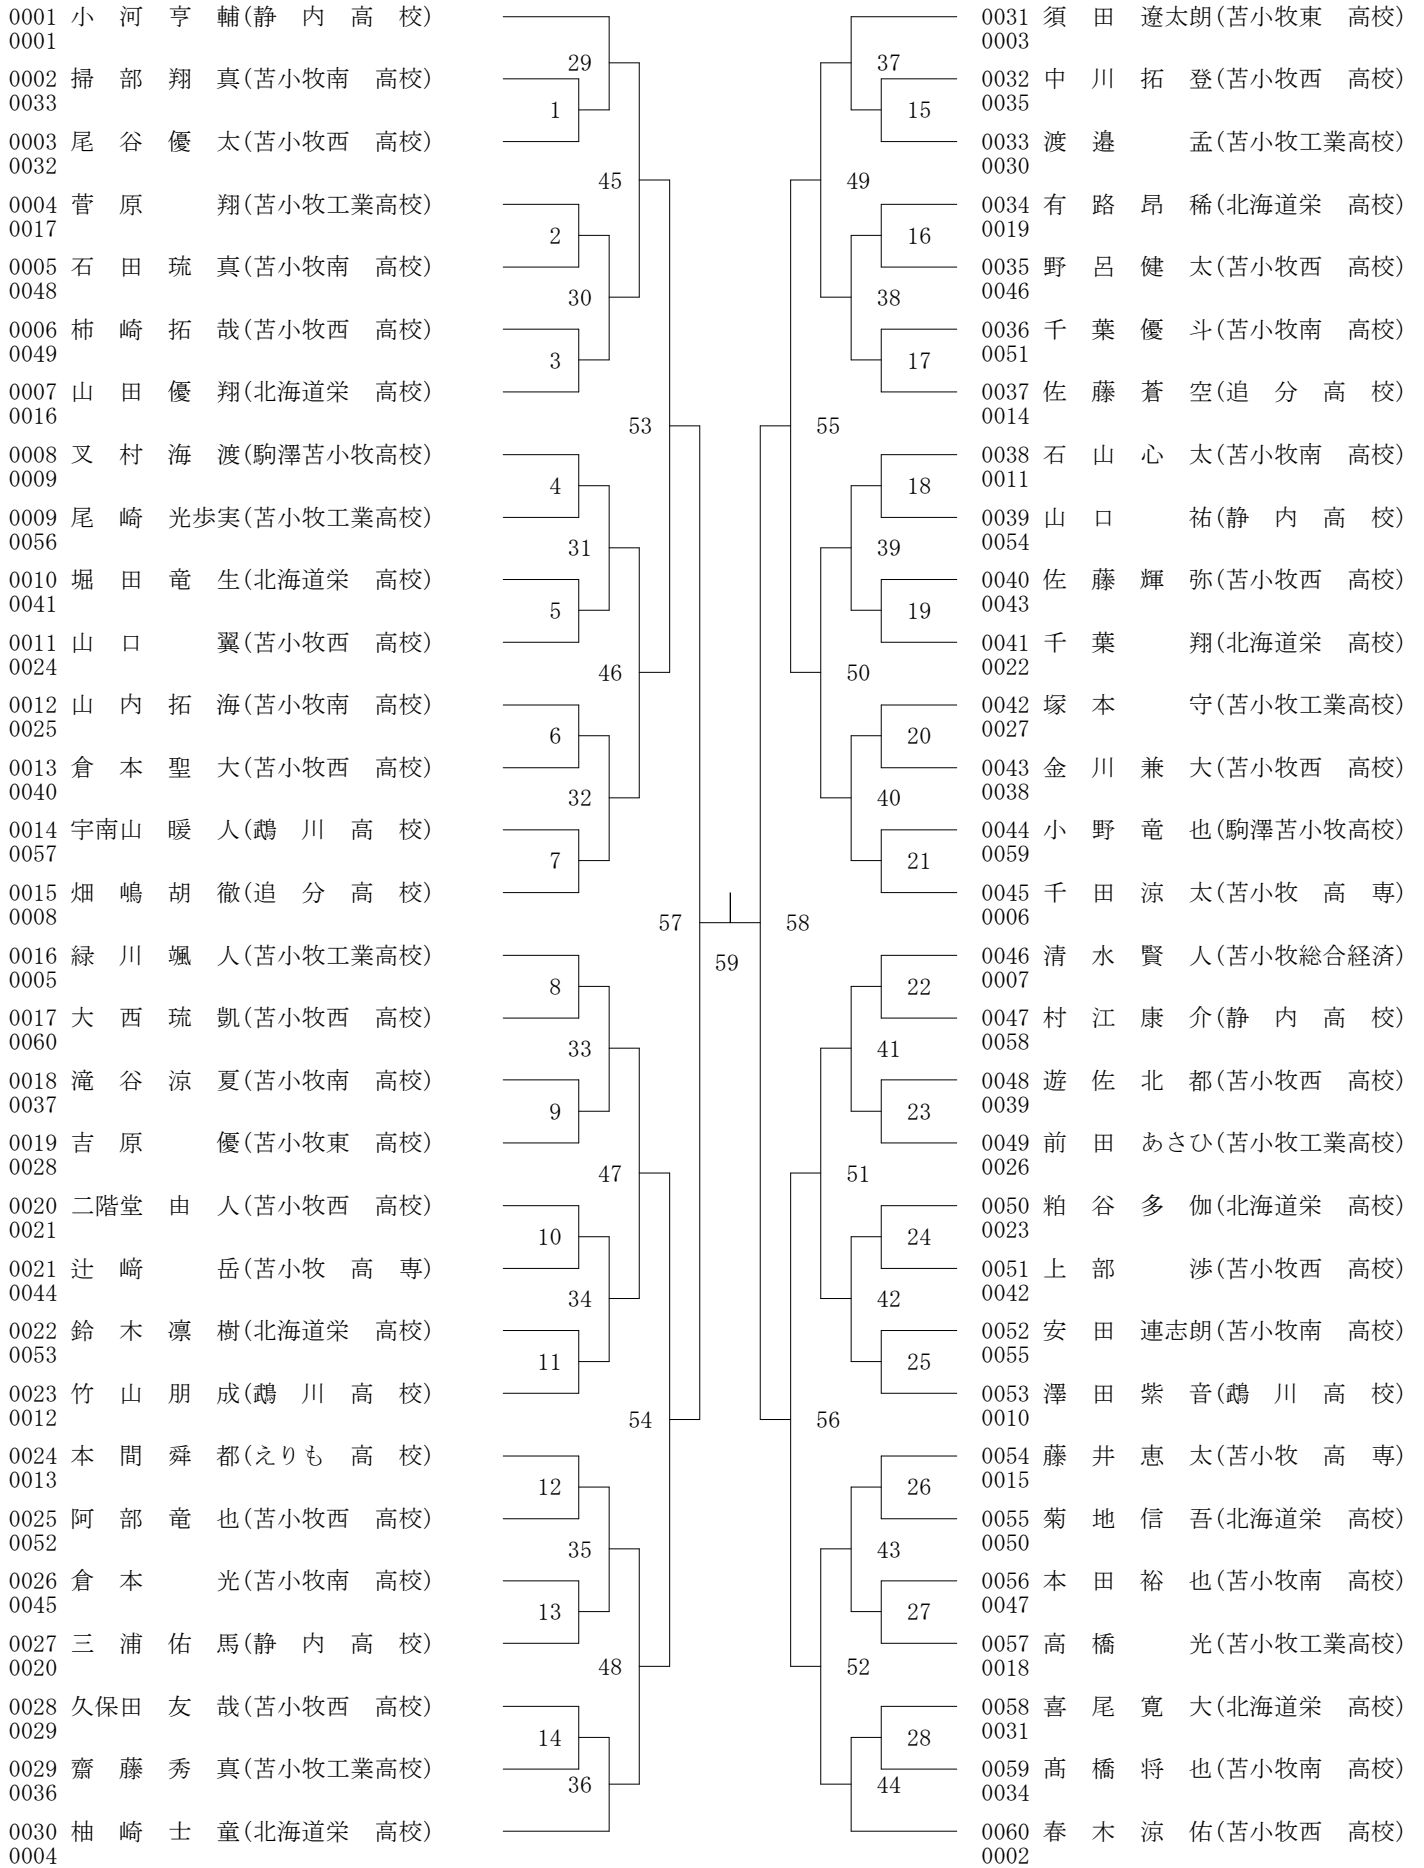 0001 小 河 亨 輔(静 内 高 校)
0001
0002 掃 部 翔 真(苫小牧南 高校)
0033
0003 尾 谷 優 太(苫小牧西 高校)
0032
0004 菅 原 翔(苫小牧工業高校)
0017
0005 石 田 琉 真(苫小牧南 高校)
0048
0006 柿 崎 拓 哉(苫小牧西 高校)
0049
0007 山 田 優 翔(北海道栄 高校)
0016
0008 叉 村 海 渡(駒澤苫小牧高校)
0009
0009 尾 崎 光歩実(苫小牧工業高校)
0056
0010 堀 田 竜 生(北海道栄 高校)
0041
0011 山 口 翼(苫小牧西 高校)
0024
0012 山 内 拓 海(苫小牧南 高校)
0025
0013 倉 本 聖 大(苫小牧西 高校)
0040
0014 宇南山 暖 人(鵡 川 高 校)
0057
0015 畑 嶋 胡 徹(追 分 高 校)
0008
0016 緑 川 颯 人(苫小牧工業高校)
0005
0017 大 西 琉 凱(苫小牧西 高校)
0060
0018 滝 谷 涼 夏(苫小牧南 高校)
0037
0019 吉 原 優(苫小牧東 高校)
0028
0020 二階堂 由 人(苫小牧西 高校)
0021
0021 辻 﨑 岳(苫小牧 高 専)
0044
0022 鈴 木 凛 樹(北海道栄 高校)
0053
0023 竹 山 朋 成(鵡 川 高 校)
0012
0024 本 間 舜 都(えりも 高 校)
0013
0025 阿 部 竜 也(苫小牧西 高校)
0052
0026 倉 本 光(苫小牧南 高校)
0045
0027 三 浦 佑 馬(静 内 高 校)
0020
0028 久保田 友 哉(苫小牧西 高校)
0029
0029 齋 藤 秀 真(苫小牧工業高校)
0036
0030 柚 崎 士 童(北海道栄 高校)
0004
29
1
45
2
30
3
53
4
31
5
46
6
32
7
57
8
33
9
47
10
34
11
54
12
35
13
48
14
36
59
37
15
49
16
38
17
55
18
39
19
50
20
40
21
58
22
41
23
51
24
42
25
56
26
43
27
52
28
44
0031 須 田 遼太朗(苫小牧東 高校)
0003
0032 中 川 拓 登(苫小牧西 高校)
0035
0033 渡 邉 孟(苫小牧工業高校)
0030
0034 有 路 昂 稀(北海道栄 高校)
0019
0035 野 呂 健 太(苫小牧西 高校)
0046
0036 千 葉 優 斗(苫小牧南 高校)
0051
0037 佐 藤 蒼 空(追 分 高 校)
0014
0038 石 山 心 太(苫小牧南 高校)
0011
0039 山 口 祐(静 内 高 校)
0054
0040 佐 藤 輝 弥(苫小牧西 高校)
0043
0041 千 葉 翔(北海道栄 高校)
0022
0042 塚 本 守(苫小牧工業高校)
0027
0043 金 川 兼 大(苫小牧西 高校)
0038
0044 小 野 竜 也(駒澤苫小牧高校)
0059
0045 千 田 涼 太(苫小牧 高 専)
0006
0046 清 水 賢 人(苫小牧総合経済)
0007
0047 村 江 康 介(静 内 高 校)
0058
0048 遊 佐 北 都(苫小牧西 高校)
0039
0049 前 田 あさひ(苫小牧工業高校)
0026
0050 粕 谷 多 伽(北海道栄 高校)
0023
0051 上 部 渉(苫小牧西 高校)
0042
0052 安 田 連志朗(苫小牧南 高校)
0055
0053 澤 田 紫 音(鵡 川 高 校)
0010
0054 藤 井 恵 太(苫小牧 高 専)
0015
0055 菊 地 信 吾(北海道栄 高校)
0050
0056 本 田 裕 也(苫小牧南 高校)
0047
0057 高 橋 光(苫小牧工業高校)
0018
0058 喜 尾 寛 大(北海道栄 高校)
0031
0059 髙 橋 将 也(苫小牧南 高校)
0034
0060 春 木 涼 佑(苫小牧西 高校)
0002